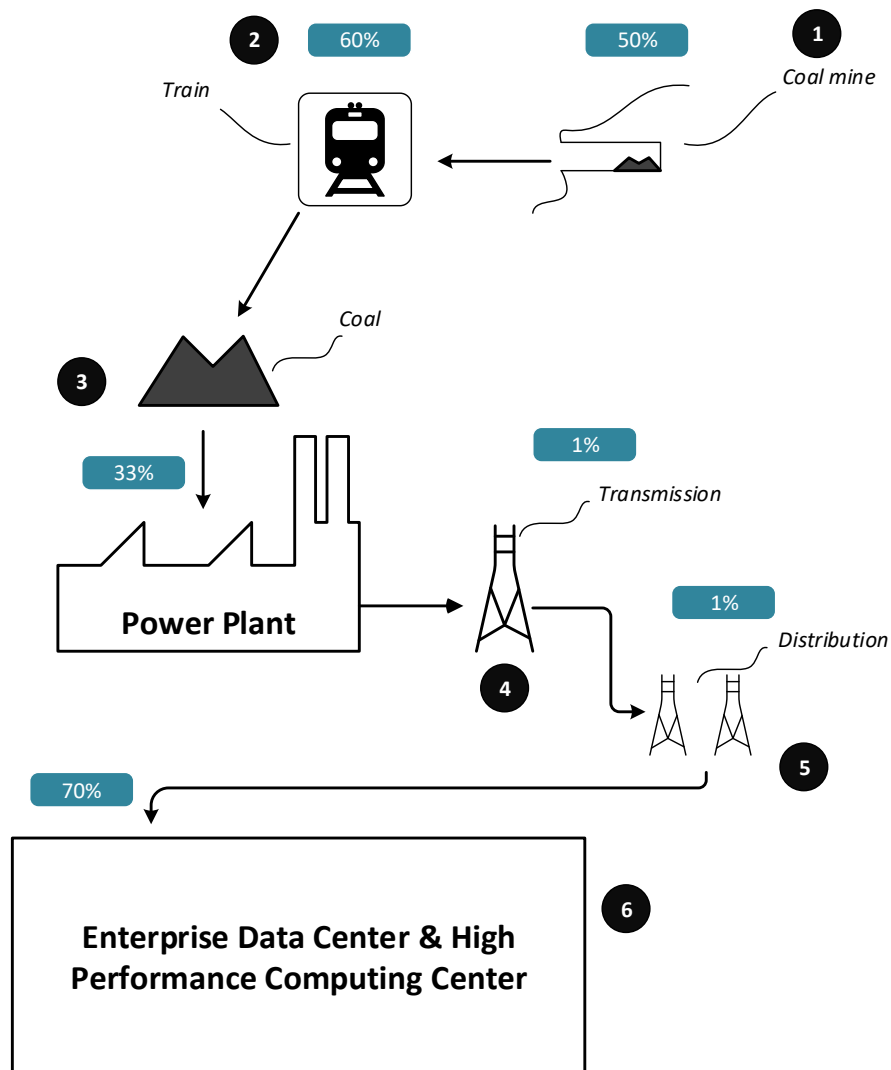 2
60%
50%
1
Train
Coal mine
Coal
3
1%
33%
Transmission
1%
Power Plant
Distribution
4
5
70%
Enterprise Data Center & High
Performance Computing Center
6